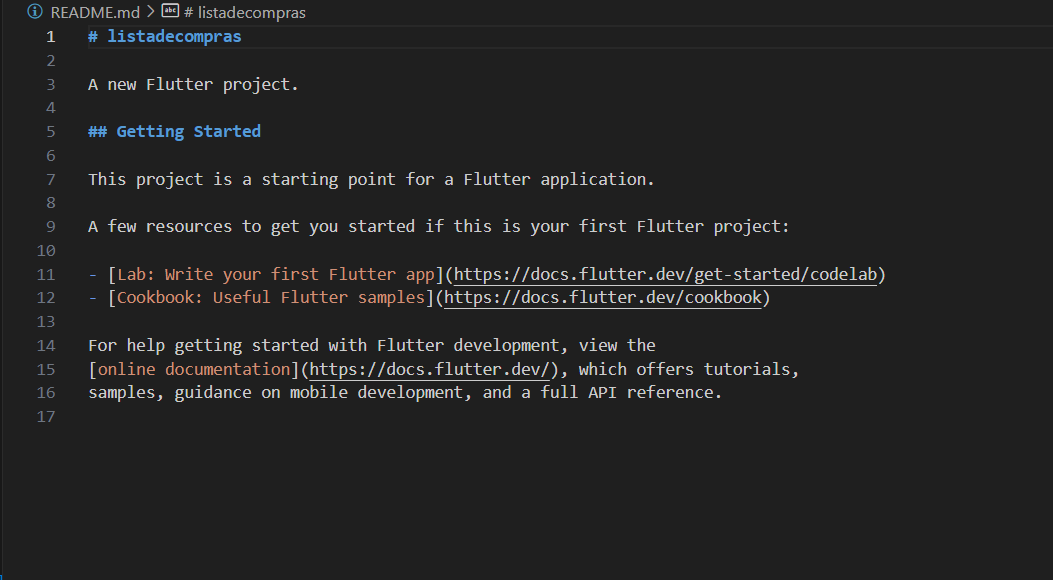 README.md > abc # listadecompras
1 # listadecompras
2
3 A new Flutter project.
4
5 ## Getting Started
6
7 This project is a starting point for a Flutter application.
8
9 A few resources to get you started if this is your first Flutter project:
10
11 - [Lab: Write your first Flutter app](https://docs.flutter.dev/get-started/codelab)
12 - [Cookbook: Useful Flutter samples](https://docs.flutter.dev/cookbook)
13
14 For help getting started with Flutter development, view the
15 [online documentation](https://docs.flutter.dev/), which offers tutorials,
16 samples, guidance on mobile development, and a full API reference.
17